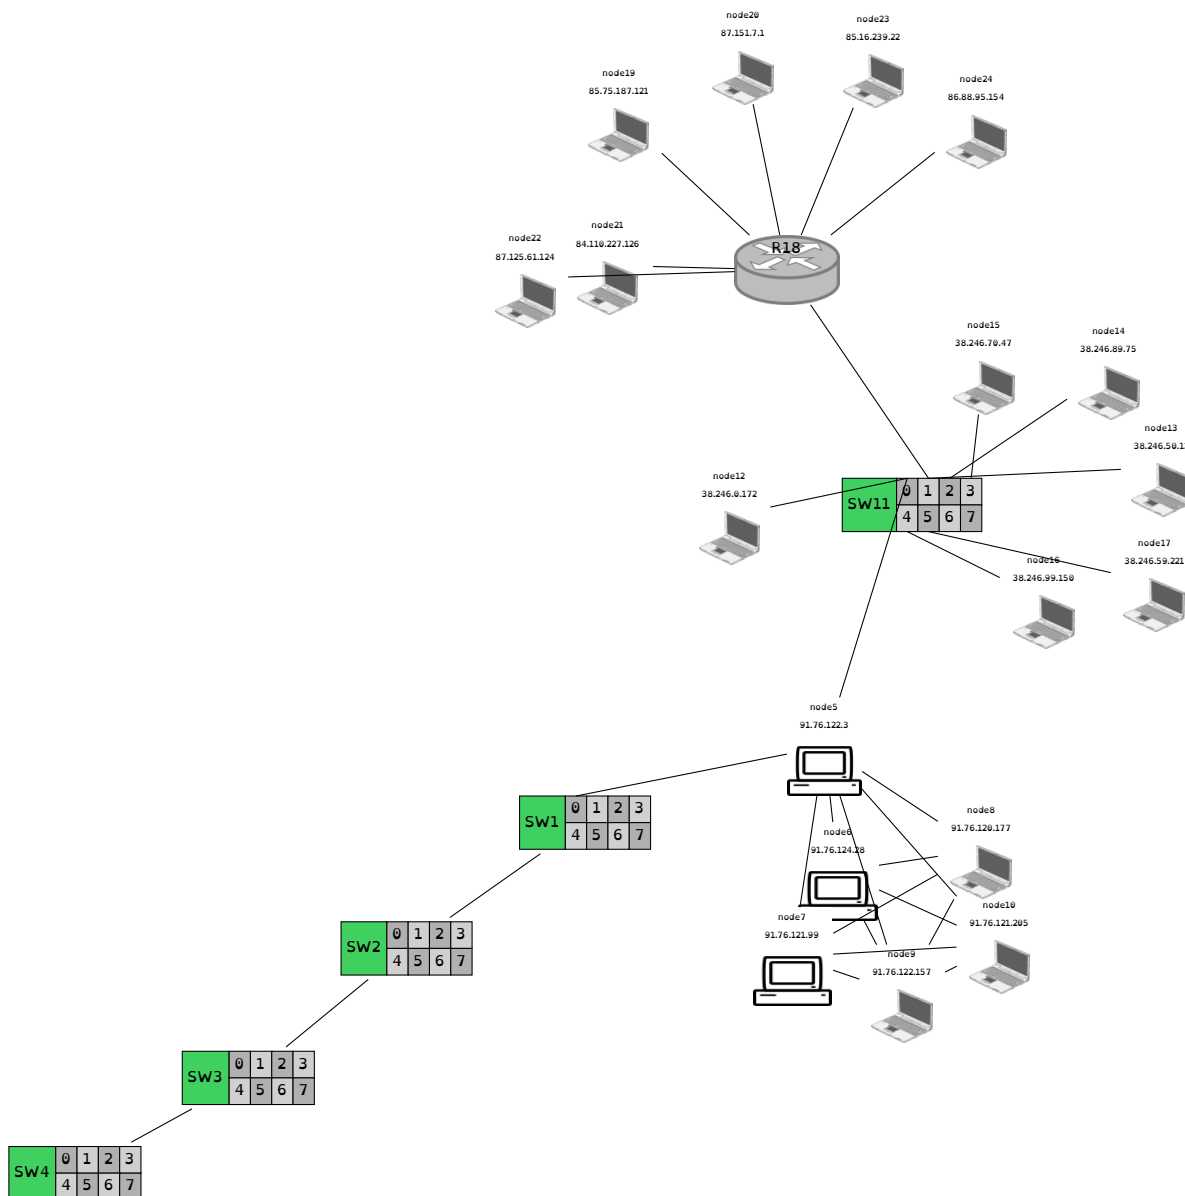 node20
87.151.7.1
node23
85.16.239.22
node19
85.75.187.121
node24
86.88.95.154
node22
87.125.61.124
node21
84.110.227.126
R18
node15
38.246.70.47
node14
38.246.89.75
node13
38.246.50.1
node12
38.246.0.172
SW11
0 1 2 3
4 5 6 7
node17
38.246.59.221
node16
38.246.99.150
node5
91.76.122.3
SW1
0 1 2 3
4 5 6 7
node8
91.76.120.177
node6
91.76.124.28
node10
91.76.121.205
node7
91.76.121.99
node9
91.76.122.157
SW2
0 1 2 3
4 5 6 7
SW3
0 1 2 3
4 5 6 7
SW4
0 1 2 3
4 5 6 7